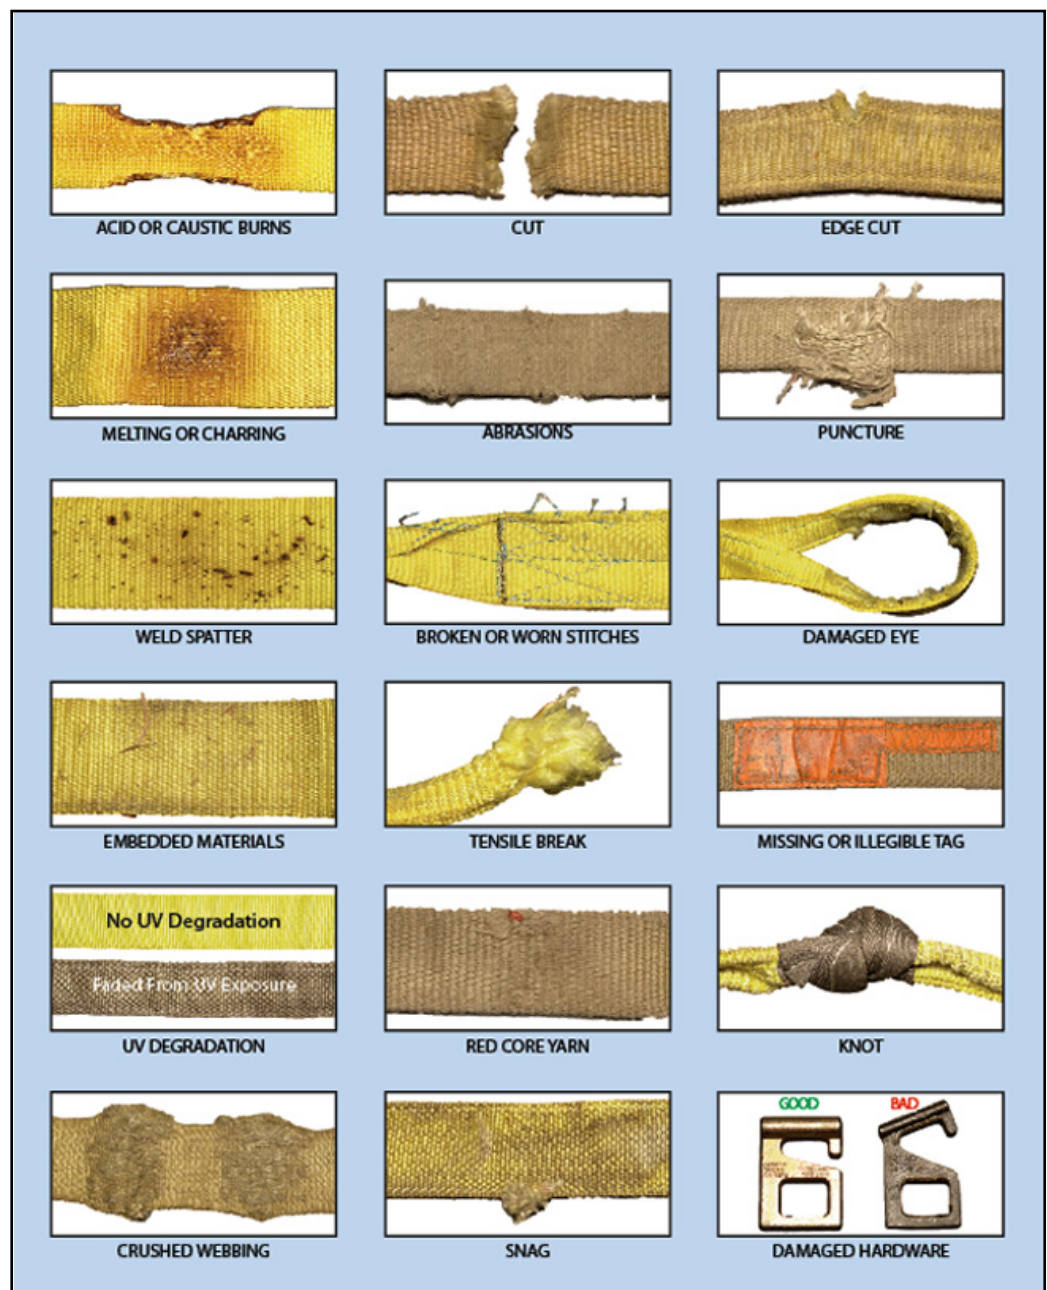 ACID OR CAUSTIC BURNS
CUT
EDGE CUT
MELTING OR CHARRING
ABRASIONS
PUNCTURE
WELD SPATTER
BROKEN OR WORN STITCHES
DAMAGED EYE
EMBEDDED MATERIALS
TENSILE BREAK
MISSING OR ILLEGIBLE TAG
No UV Degradation
Faded From UV Exposure
UV DEGRADATION
RED CORE YARN
KNOT
CRUSHED WEBBING
SNAG
GOOD
BAD
DAMAGED HARDWARE